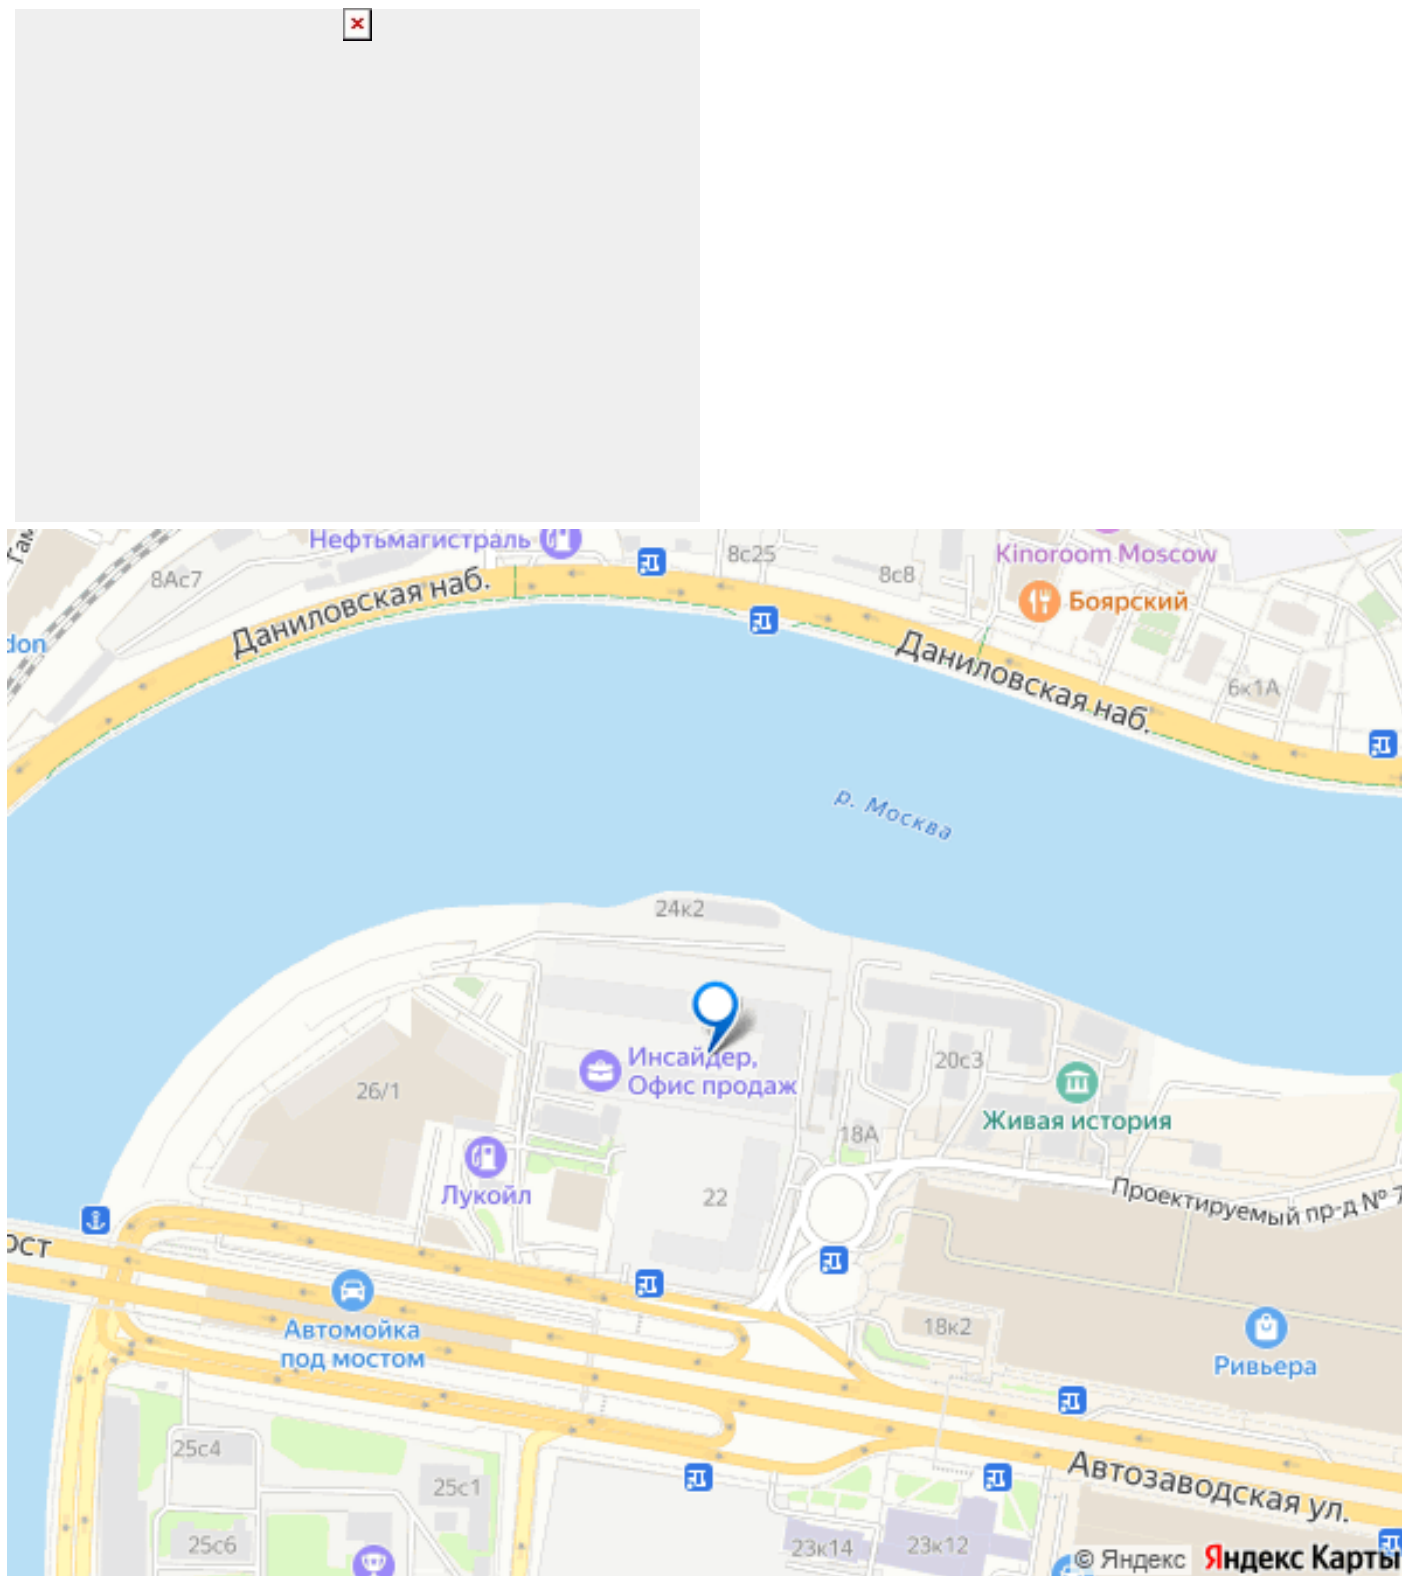 Нефтьмагистраль
8с25
Kinoroom Moscow
8Ас7
8с8
Даниловская наб.
Боярский
don
Даниловская наб.
6к1А
р. Москва
24к2
Инсайдер,
Офис продаж
20с3
26/1
Живая история
18А
Лукойл
22
Проектируемый пр-д № 7
ост
Автомойка
под мостом
18к2
Ривьера
25с4
25с1
Автозаводская ул.
25с6
23к14
23к12
© Яндекс Яндекс Карты